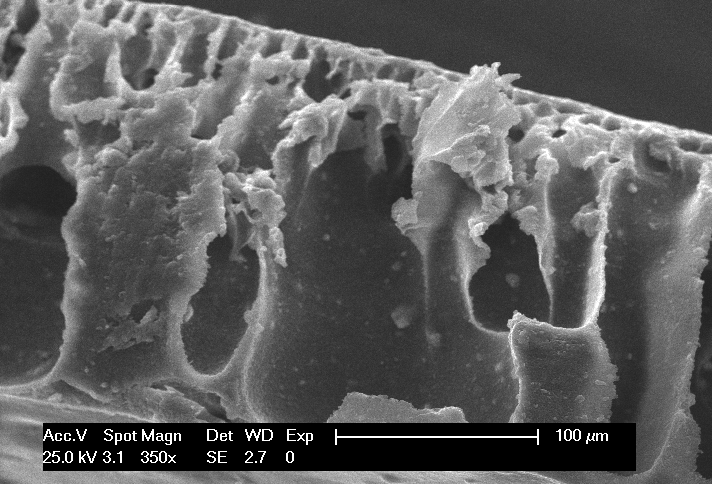 Acc.V Spot Magn Det WD Exp 100 µm
25.0 kV 3.1 350x SE 2.7 0